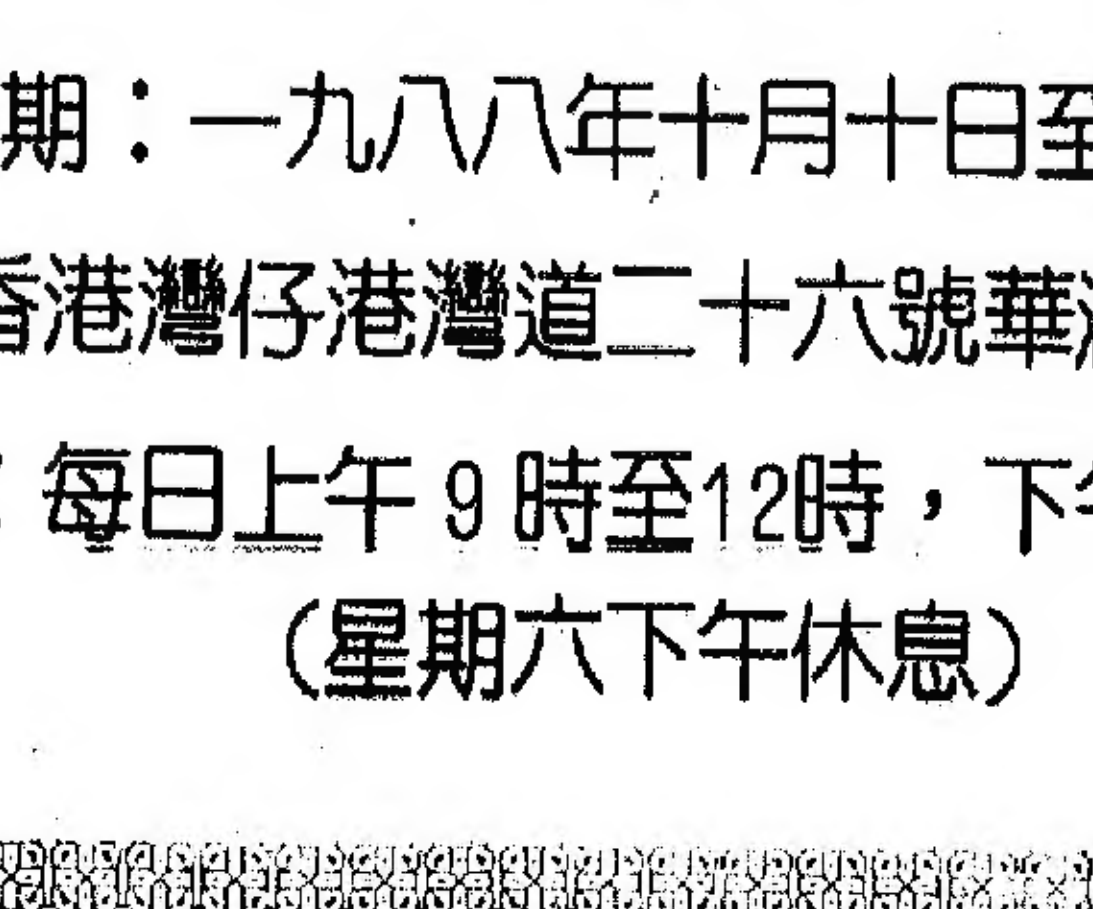 期：一九八八年十月十日至
香港灣仔港灣道二十六號華
：每日上午9時至12時，下午
（星期六下午休息）